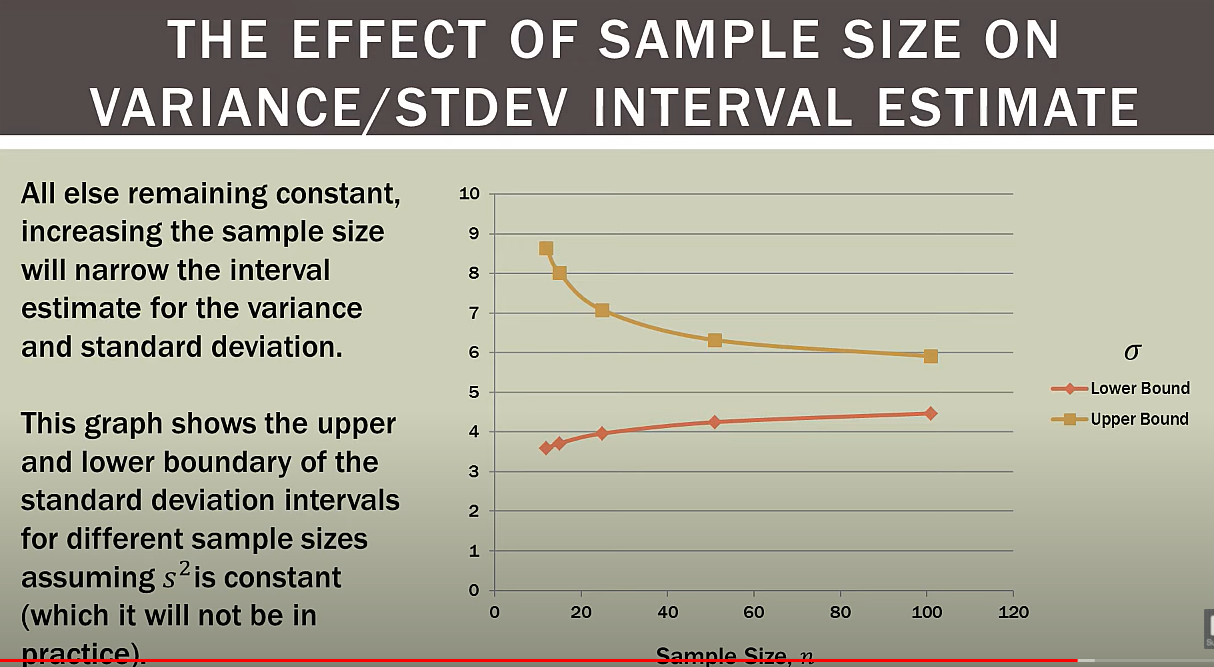 THE EFFECT OF SAMPLE SIZE ON
VARIANCE/STDEV INTERVAL ESTIMATE
All else remaining constant,
increasing the sample size
will narrow the interval
estimate for the variance
and standard deviation.
This graph shows the upper
and lower boundary of the
standard deviation intervals
for different sample sizes
assuming s² is constant
(which it will not be in
practice).
10
9
8
7
6
5
4
3
2
1
0
0 20 40 60 80 100 120
Sample Size, n
σ
Lower Bound
Upper Bound